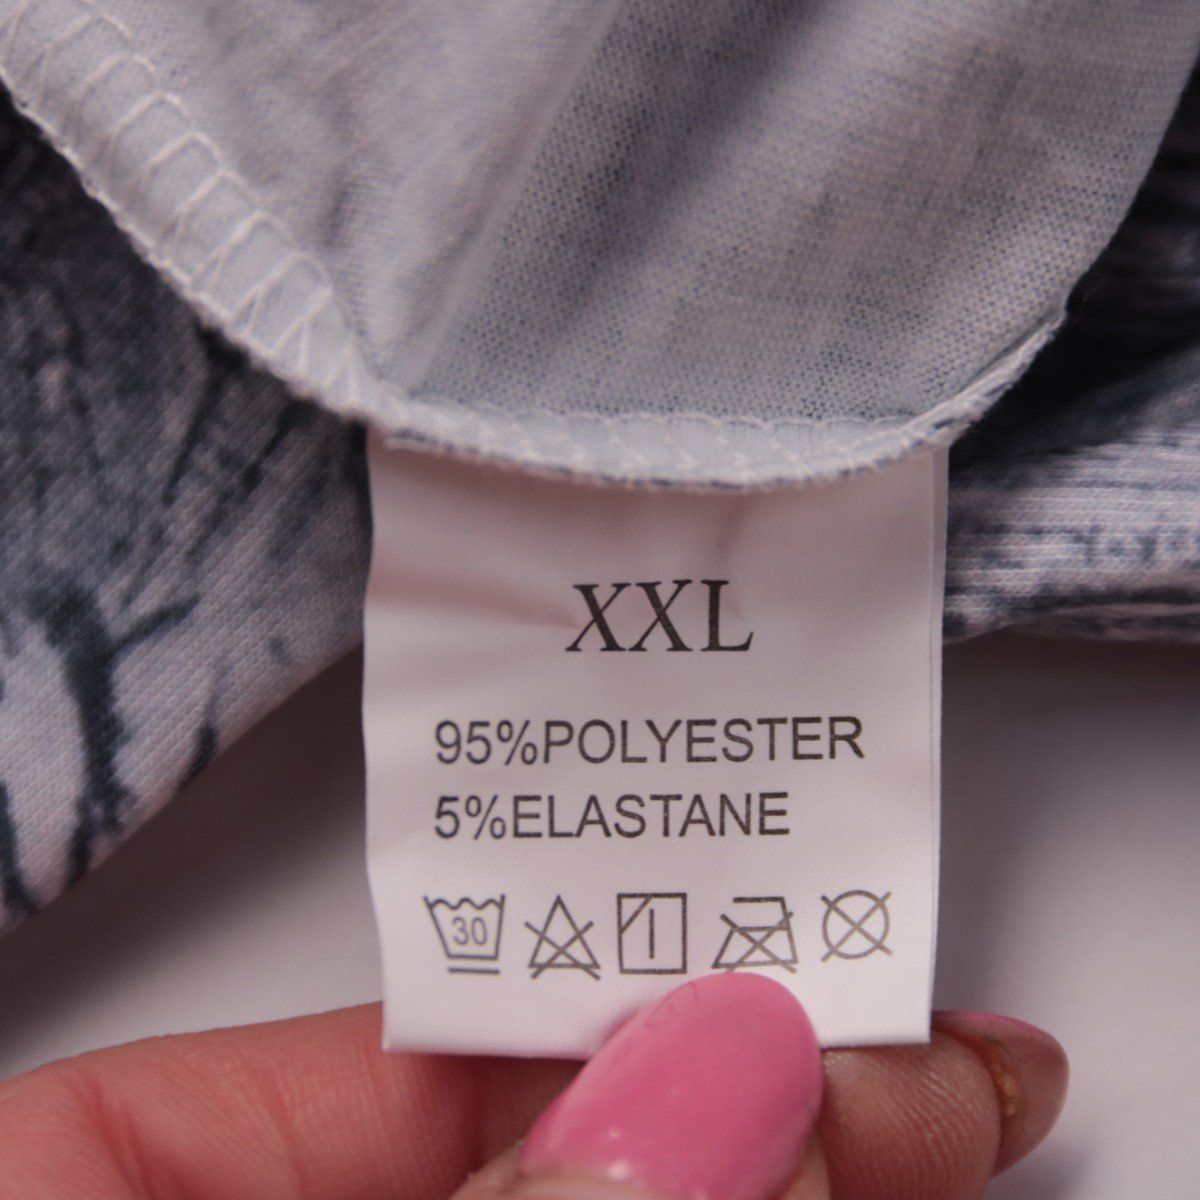 XXL
95%POLYESTER
5%ELASTANE
30